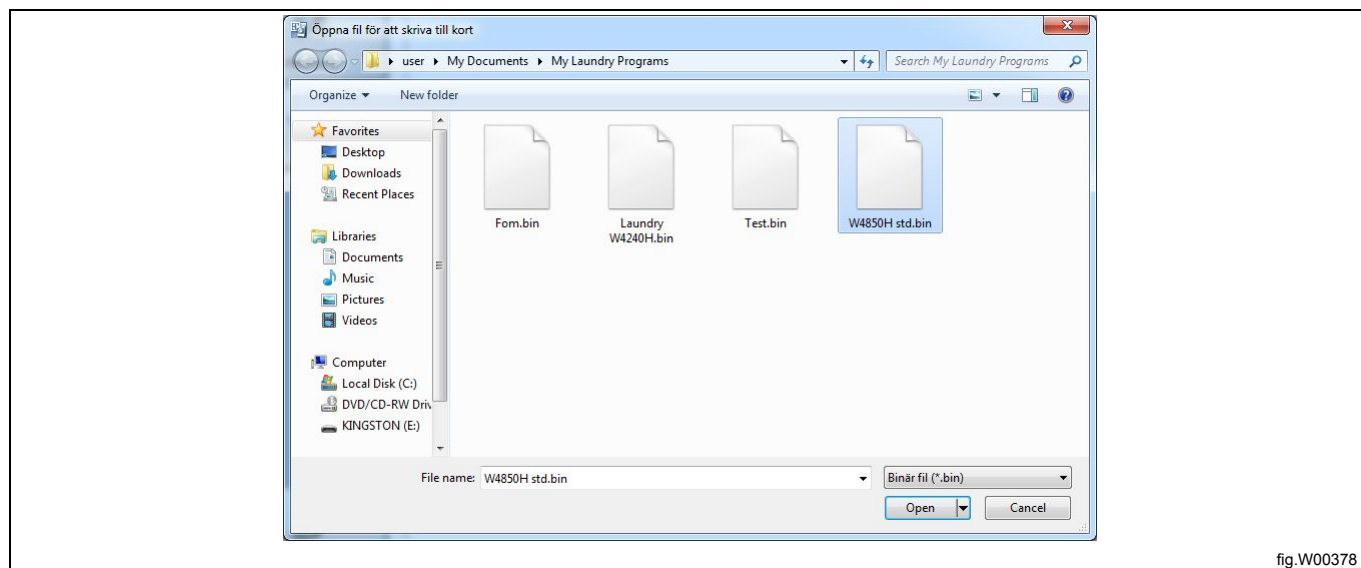 Öppna fil för att skriva till kort
user My Documents My Laundry Programs
Search My Laundry Programs
Organize New folder
Favorites
Desktop
Downloads
Recent Places
Libraries
Documents
Music
Pictures
Videos
Computer
Local Disk (C:)
DVD/CD-RW Driv
KINGSTON (E:)
Fom.bin
Laundry
W4240H.bin
Test.bin
W4850H std.bin
File name: W4850H std.bin
Binär fil (*.bin)
Open Cancel
fig.W00378